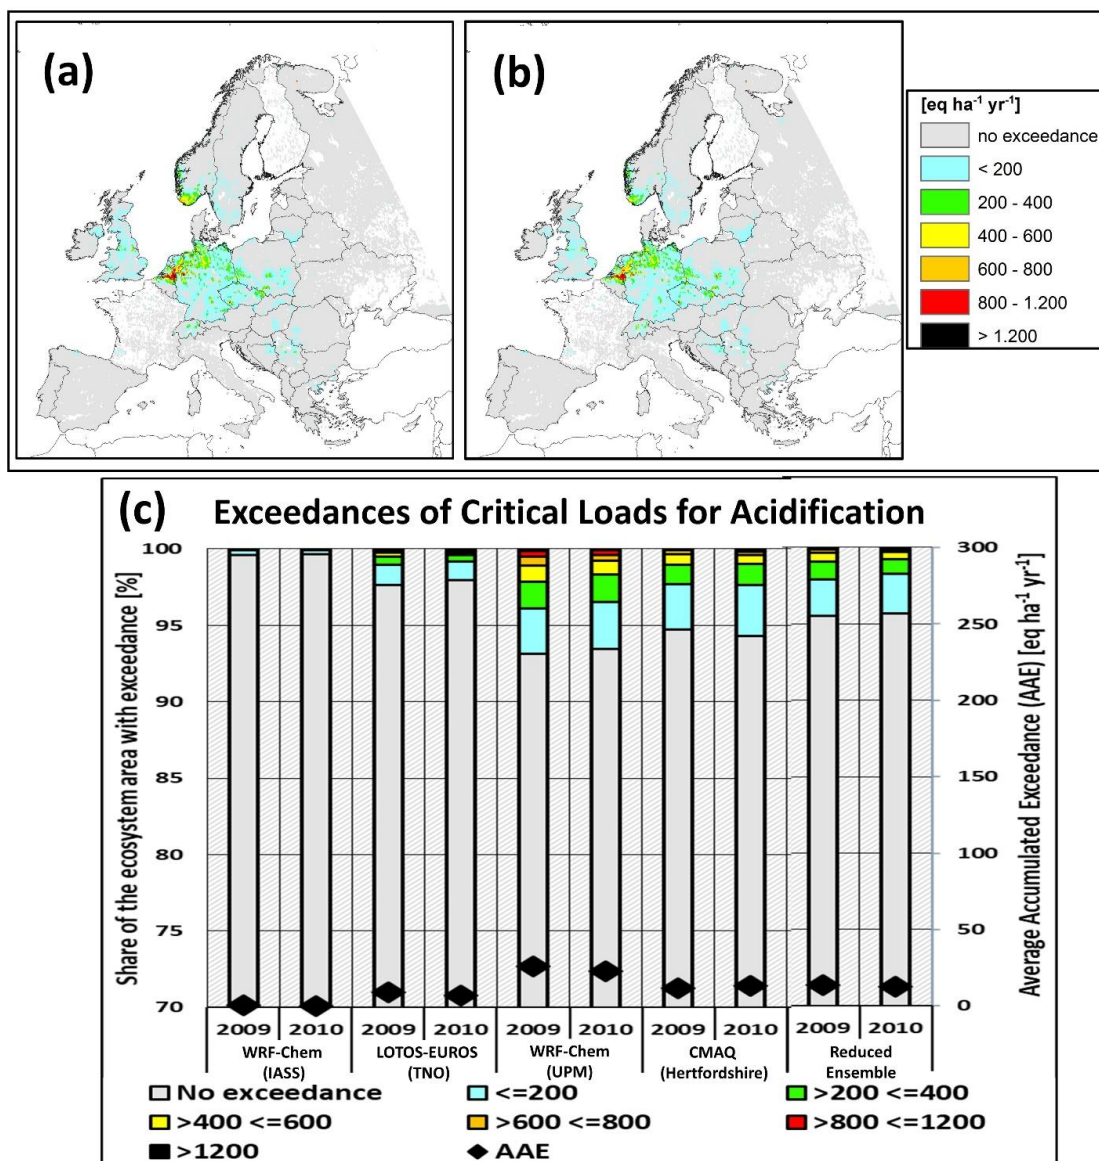 (a)
(b)
[eq ha⁻¹ yr⁻¹]
no exceedance
< 200
200 - 400
400 - 600
600 - 800
800 - 1.200
> 1.200
(c) Exceedances of Critical Loads for Acidification
Share of the ecosystem area with exceedance [%]
100
95
90
85
80
75
70
300
250
200
150
100
50
0
Average Accumulated Exceedance (AAE) [eq ha⁻¹ yr⁻¹]
2009 2010 2009 2010 2009 2010 2009 2010 2009 2010
WRF-Chem LOTOS-EUROS WRF-Chem CMAQ Reduced
(IASS) (TNO) (UPM) (Hertfordshire) Ensemble
No exceedance <=200 >200 <=400
>400 <=600 >600 <=800 >800 <=1200
>1200 AAE